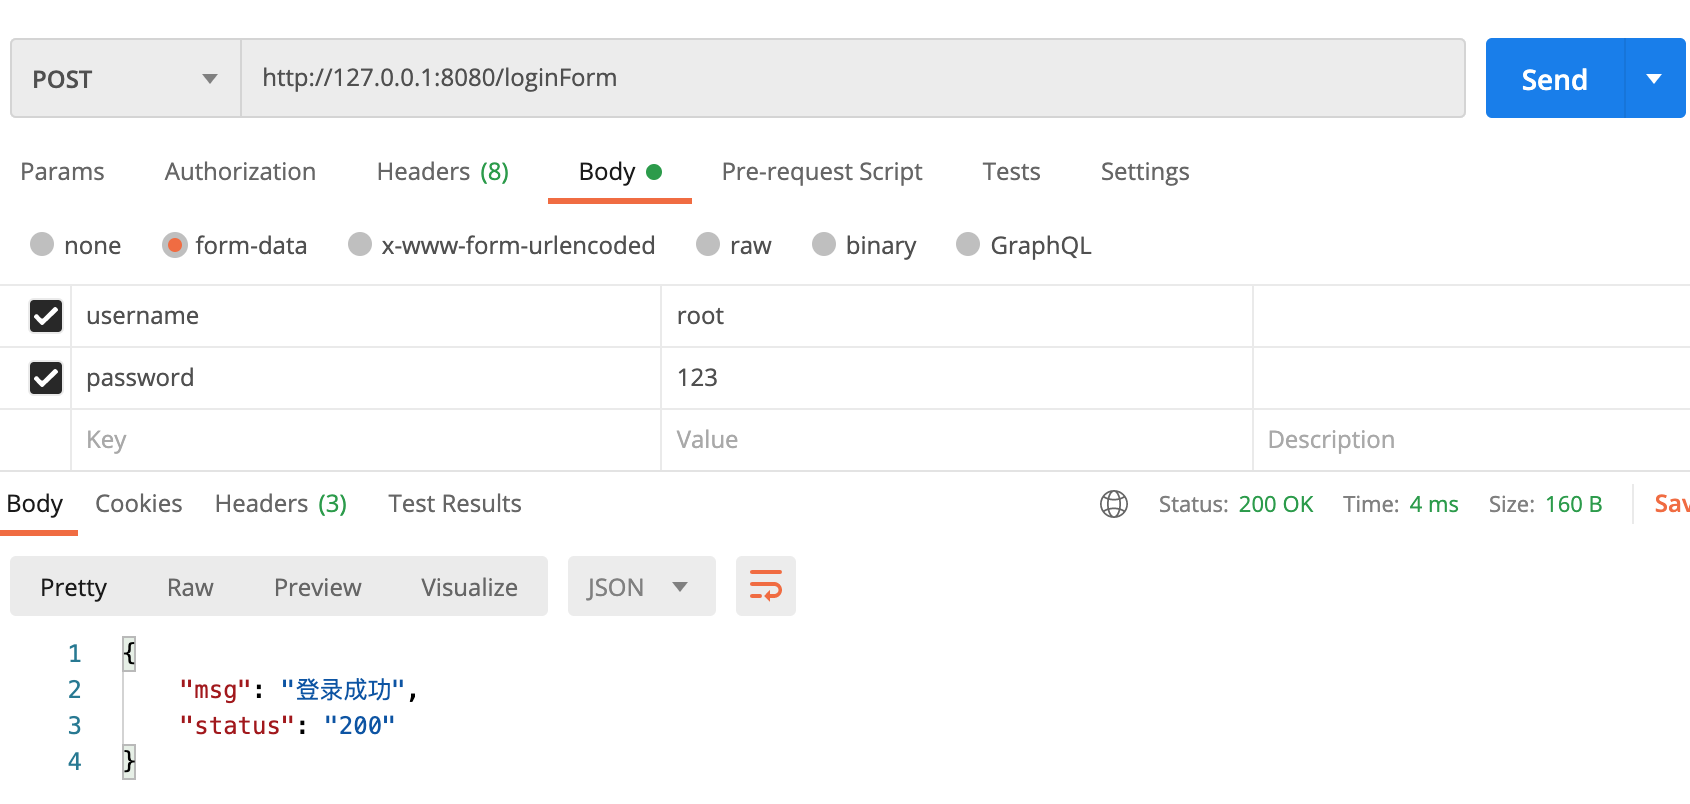 POST http://127.0.0.1:8080/loginForm Send
Params Authorization Headers (8) Body Pre-request Script Tests Settings
none form-data x-www-form-urlencoded raw binary GraphQL
username root
password 123
Key Value Description
Body Cookies Headers (3) Test Results Status: 200 OK Time: 4 ms Size: 160 B Sav
Pretty Raw Preview Visualize JSON
1 {
2 "msg": "登录成功",
3 "status": "200"
4 }